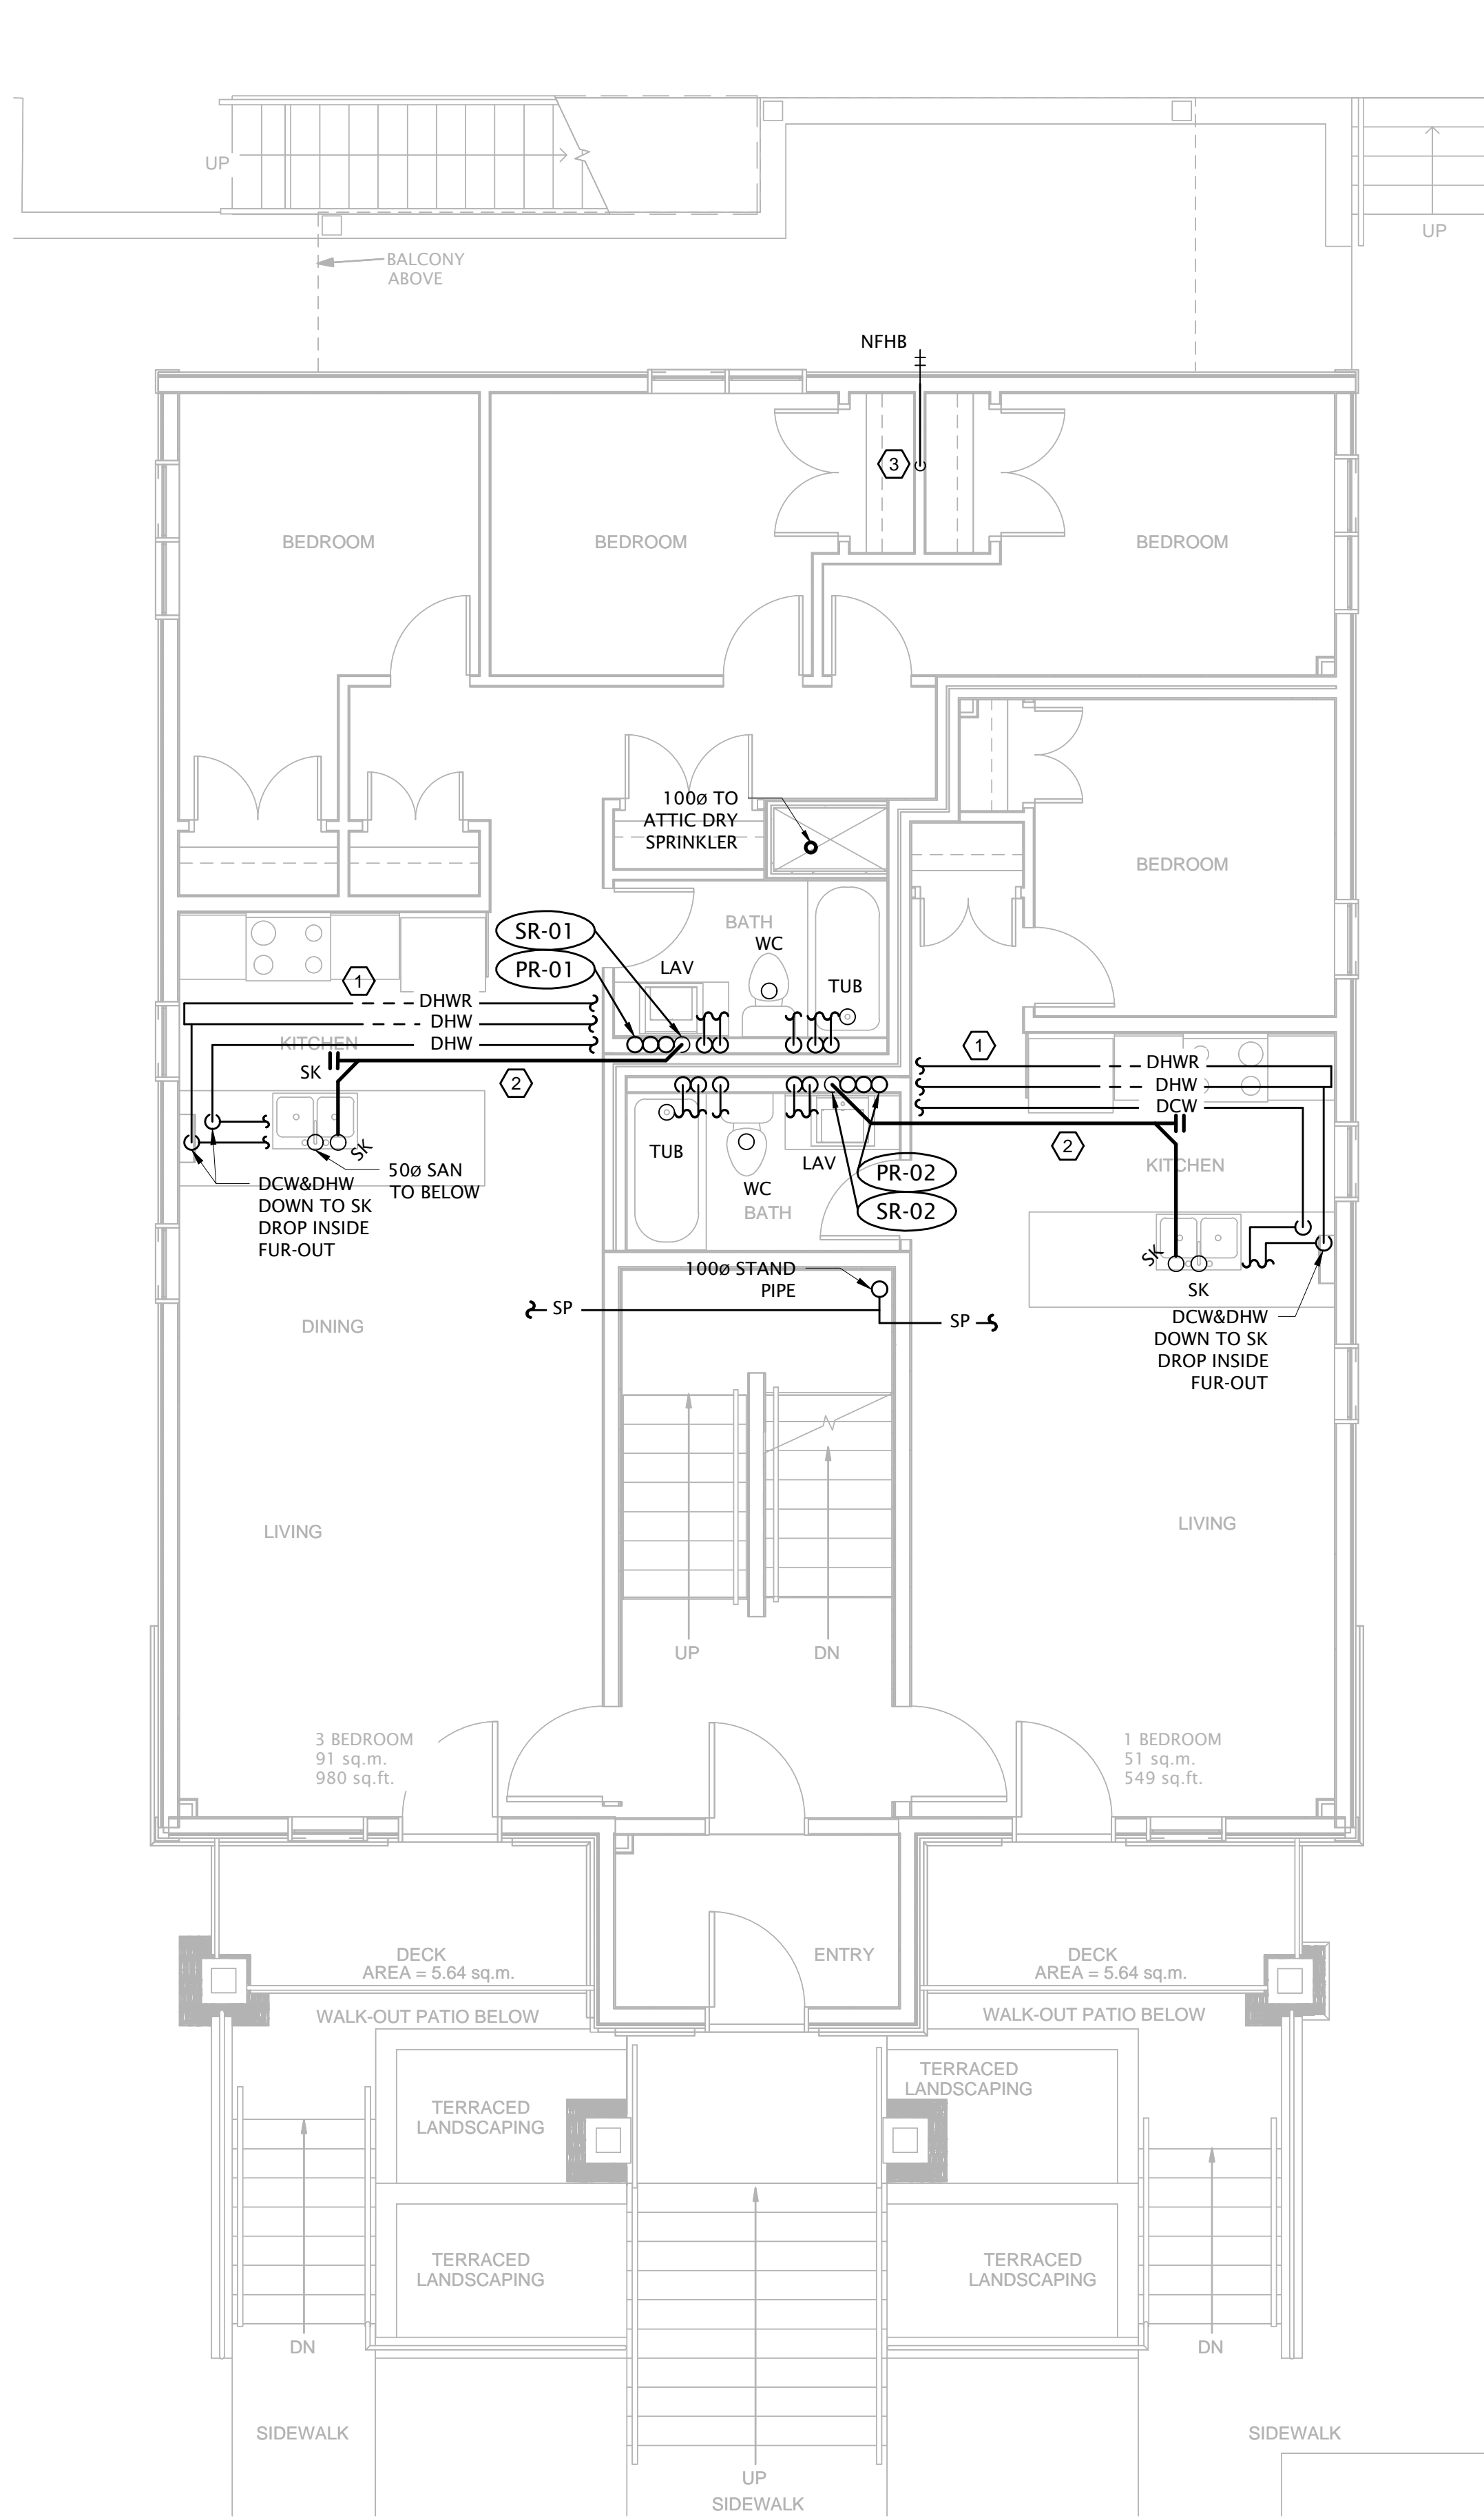 UP
UP
BALCONY
ABOVE
NFHB
3
BEDROOM
BEDROOM
BEDROOM
100ø TO
ATTIC DRY
SPRINKLER
BEDROOM
SR-01
PR-01
BATH
WC
LAV
TUB
1
DHWR
DHW
DHW
KITCHEN
SK
2
1
DHWR
DHW
DCW
2
KITCHEN
SK
50ø SAN
TO BELOW
DCW&DHW
DOWN TO SK
DROP INSIDE
FUR-OUT
TUB
WC
LAV
BATH
PR-02
SR-02
SK
SK
100ø STAND
PIPE
SP
SP
DCW&DHW
DOWN TO SK
DROP INSIDE
FUR-OUT
DINING
LIVING
LIVING
UP
DN
3 BEDROOM
91 sq.m.
980 sq.ft.
1 BEDROOM
51 sq.m.
549 sq.ft.
DECK
AREA = 5.64 sq.m.
ENTRY
DECK
AREA = 5.64 sq.m.
WALK-OUT PATIO BELOW
WALK-OUT PATIO BELOW
TERRACED
LANDSCAPING
TERRACED
LANDSCAPING
TERRACED
LANDSCAPING
TERRACED
LANDSCAPING
DN
DN
SIDEWALK
SIDEWALK
UP
SIDEWALK